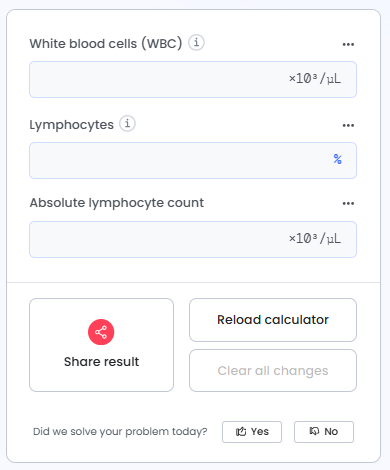 White blood cells (WBC) i
×10³/μL
Lymphocytes i
%
Absolute lymphocyte count
×10³/μL
Share result
Reload calculator
Clear all changes
Did we solve your problem today? Yes No